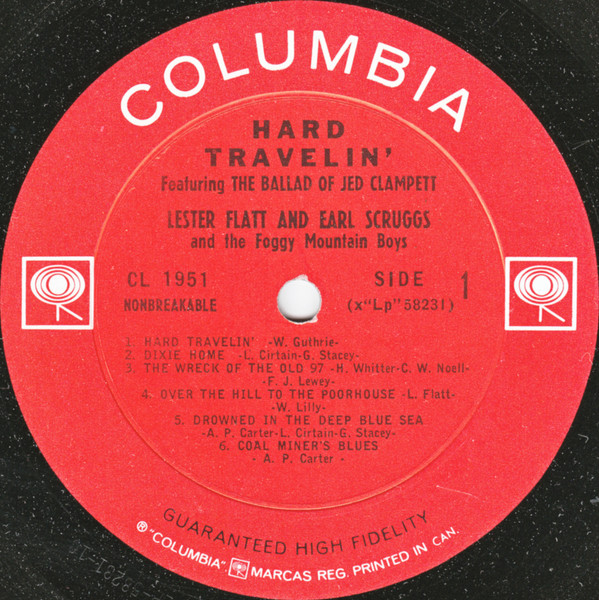 COLUMBIA
HARD
TRAVELIN'
Featuring THE BALLAD OF JED CLAMPETT
LESTER FLATT AND EARL SCRUGGS
and the Foggy Mountain Boys
CL 1951
NONBREAKABLE
SIDE 1
(x"Lp"58231)
1. HARD TRAVELIN' -W. Guthrie-
2. DIXIE HOME -L. Cirtain-G. Stacey-
3. THE WRECK OF THE OLD 97 -H. Whitter-C. W. Noell-
-F. J. Lewey-
4. OVER THE HILL TO THE POORHOUSE -L. Flatt-
-W. Lilly-
5. DROWNED IN THE DEEP BLUE SEA
-A. P. Carter-L. Cirtain-G. Stacey-
6. COAL MINER'S BLUES
- A. P. Carter -
GUARANTEED HIGH FIDELITY
® "COLUMBIA", MARCAS REG. PRINTED IN CAN.